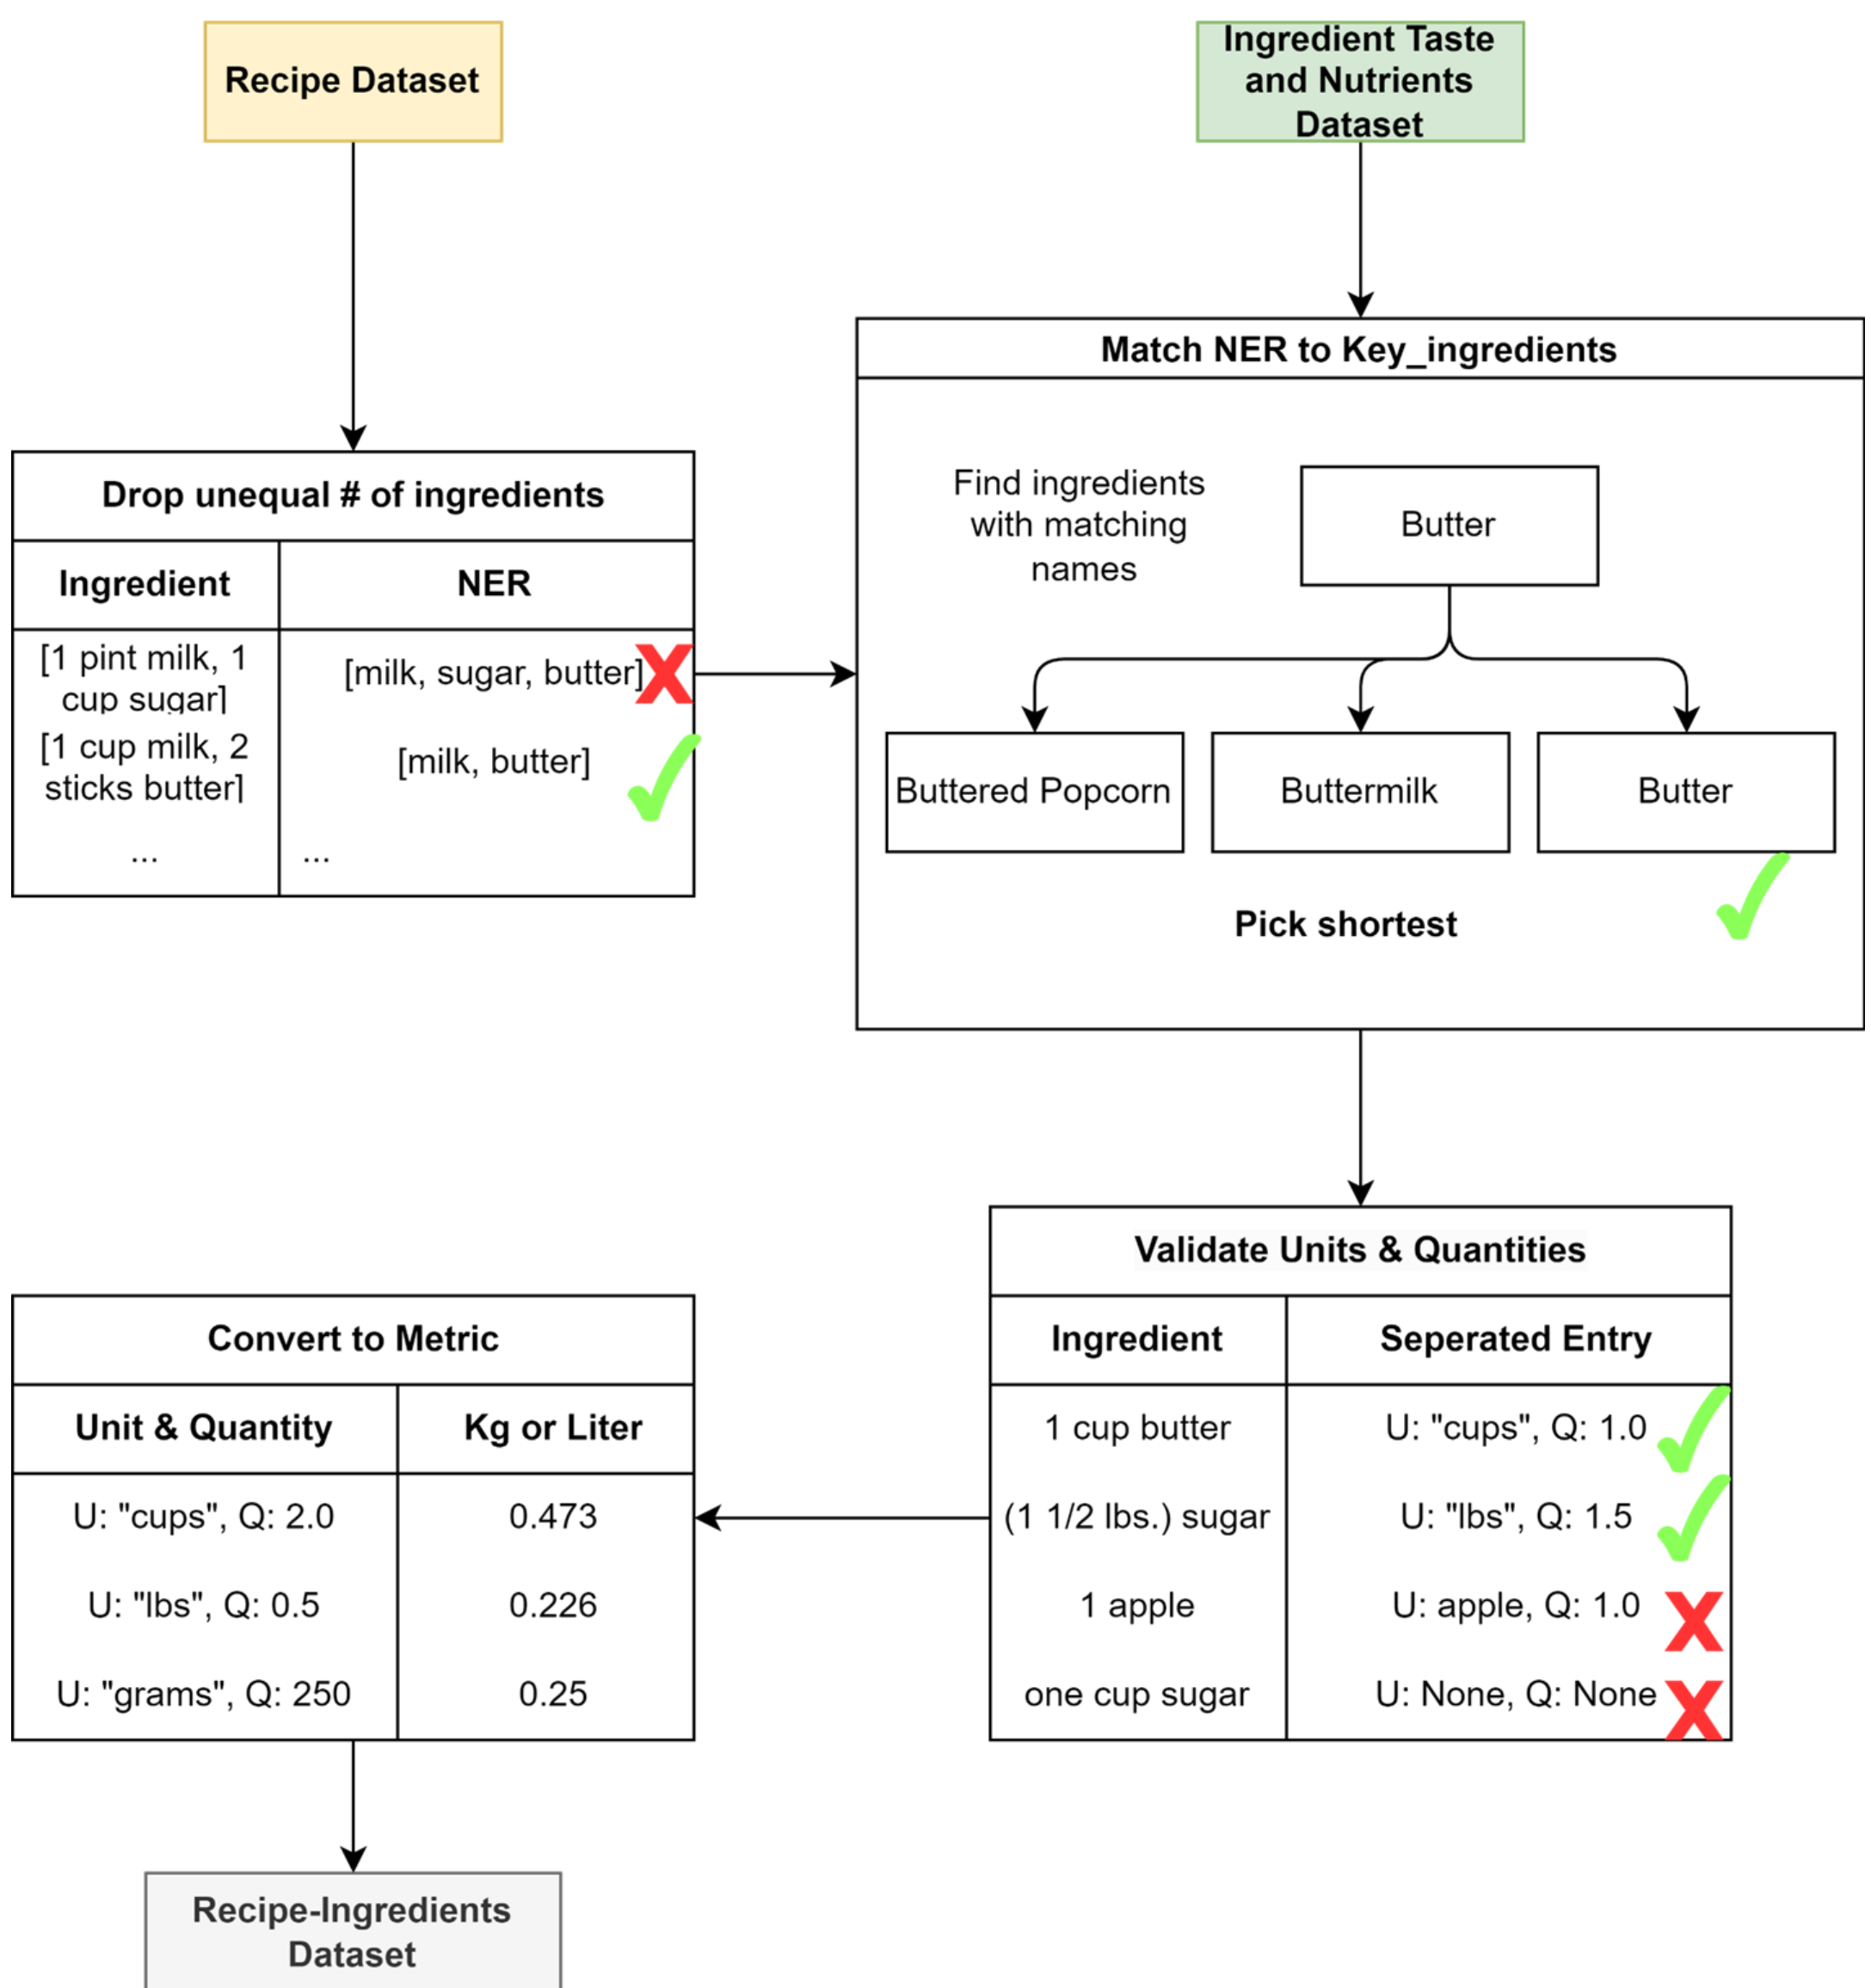 Recipe Dataset
Ingredient Taste
and Nutrients
Dataset
Drop unequal # of ingredients
Ingredient
NER
[1 pint milk, 1
cup sugar]
[milk, sugar, butter]
[1 cup milk, 2
sticks butter]
[milk, butter]
...
...
Match NER to Key_ingredients
Find ingredients
with matching
names
Butter
Buttered Popcorn
Buttermilk
Butter
Pick shortest
Validate Units & Quantities
Ingredient
Seperated Entry
1 cup butter
U: "cups", Q: 1.0
(1 1/2 lbs.) sugar
U: "lbs", Q: 1.5
1 apple
U: apple, Q: 1.0
one cup sugar
U: None, Q: None
Convert to Metric
Unit & Quantity
Kg or Liter
U: "cups", Q: 2.0
0.473
U: "lbs", Q: 0.5
0.226
U: "grams", Q: 250
0.25
Recipe-Ingredients
Dataset